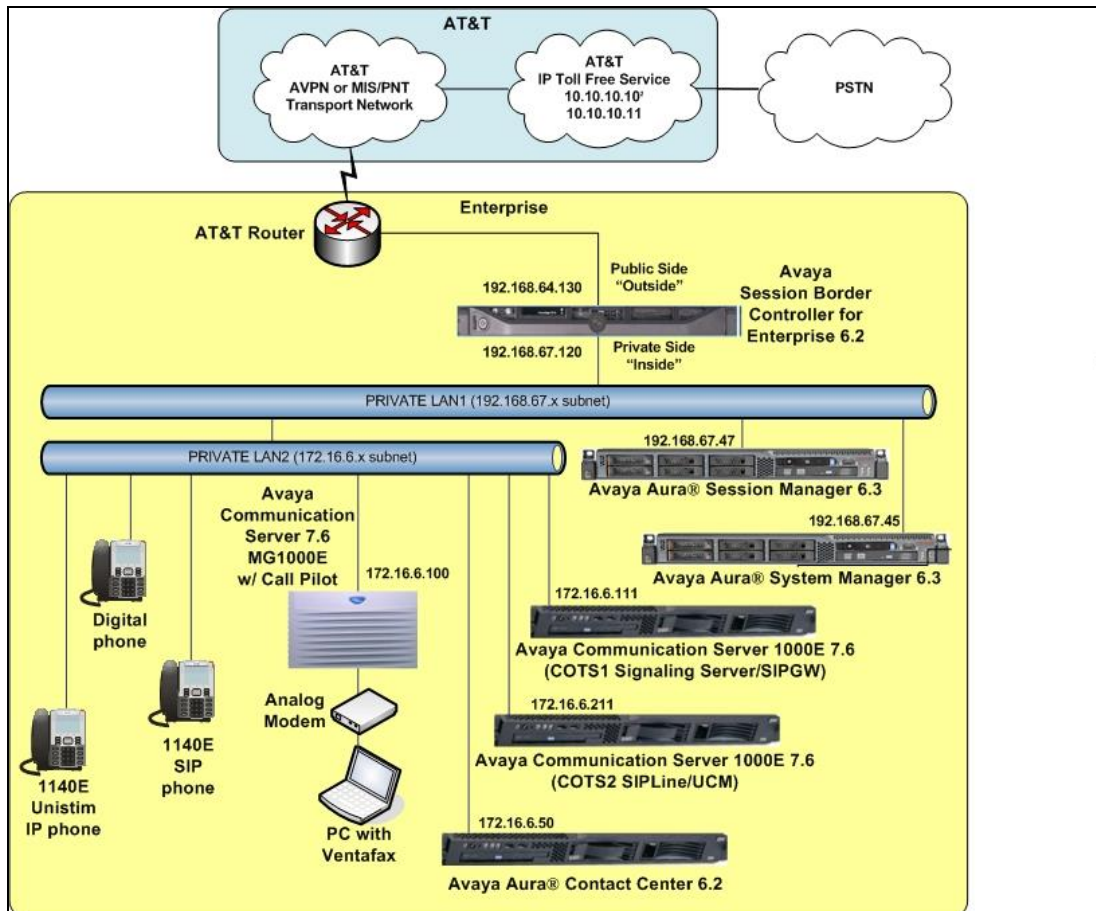 AT&T
AT&T
AVPN or MIS/PNT
Transport Network
AT&T
IP Toll Free Service
10.10.10.10²
10.10.10.11
PSTN
Enterprise
AT&T Router
Public Side
"Outside"
192.168.64.130
Avaya
Session Border
Controller for
Enterprise 6.2
192.168.67.120
Private Side
"Inside"
PRIVATE LAN1 (192.168.67.x subnet)
PRIVATE LAN2 (172.16.6.x subnet)
192.168.67.47
Avaya Aura® Session Manager 6.3
192.168.67.45
Avaya Aura® System Manager 6.3
Avaya
Communication
Server 7.6
MG1000E
w/ Call Pilot
172.16.6.100
Digital
phone
1140E
SIP
phone
1140E
Unistim
IP phone
Analog
Modem
PC with
Ventafax
172.16.6.111
Avaya Communication Server 1000E 7.6
(COTS1 Signaling Server/SIPGW)
172.16.6.211
Avaya Communication Server 1000E 7.6
(COTS2 SIPLine/UCM)
172.16.6.50
Avaya Aura® Contact Center 6.2